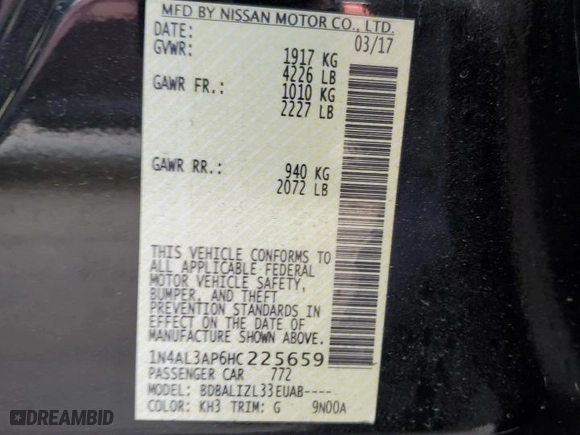 MFD BY NISSAN MOTOR CO., LTD.
DATE: 03/17
GVWR: 1917 KG
4226 LB
GAWR FR.: 1010 KG
2227 LB
GAWR RR.: 940 KG
2072 LB
THIS VEHICLE CONFORMS TO
ALL APPLICABLE FEDERAL
MOTOR VEHICLE SAFETY,
BUMPER, AND THEFT
PREVENTION STANDARDS IN
EFFECT ON THE DATE OF
MANUFACTURE SHOWN ABOVE.
1N4AL3AP6HC225659
PASSENGER CAR 772
MODEL: BDBALIZL33EUAB----
COLOR: KH3 TRIM: G 9N00A
DREAMBID